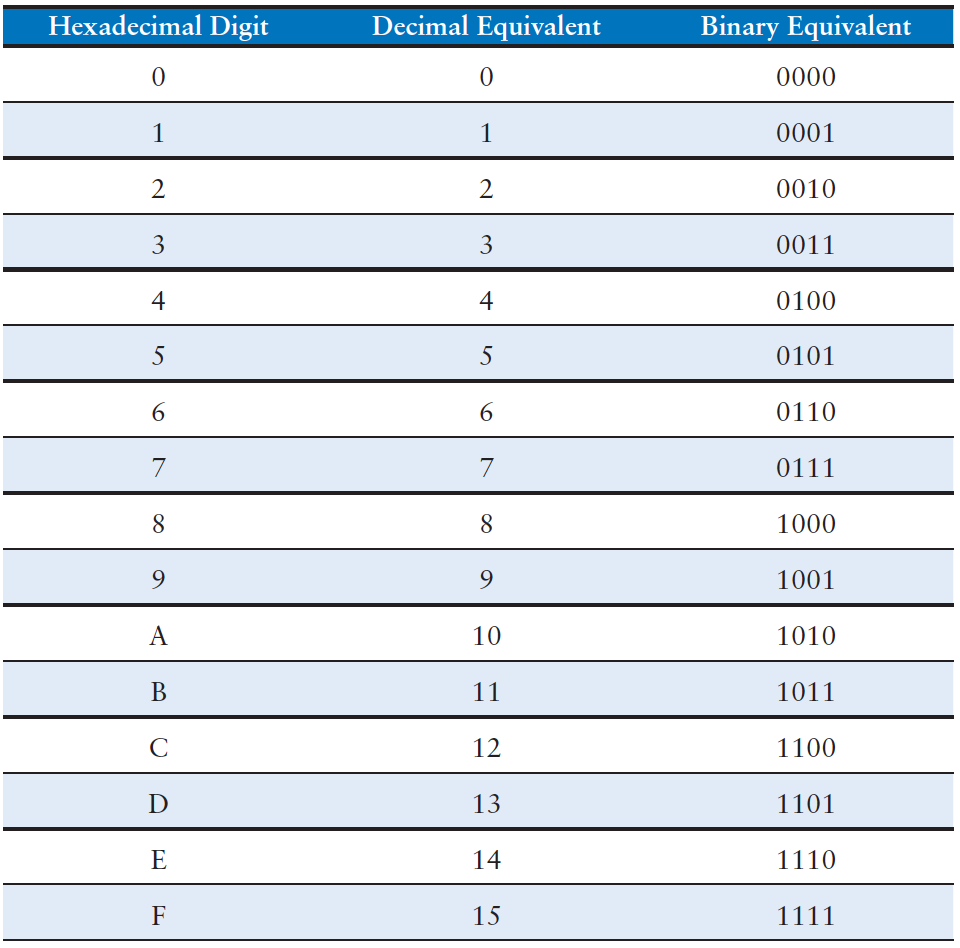 Hexadecimal Digit Decimal Equivalent Binary Equivalent
0 0 0000
1 1 0001
2 2 0010
3 3 0011
4 4 0100
5 5 0101
6 6 0110
7 7 0111
8 8 1000
9 9 1001
A 10 1010
B 11 1011
C 12 1100
D 13 1101
E 14 1110
F 15 1111